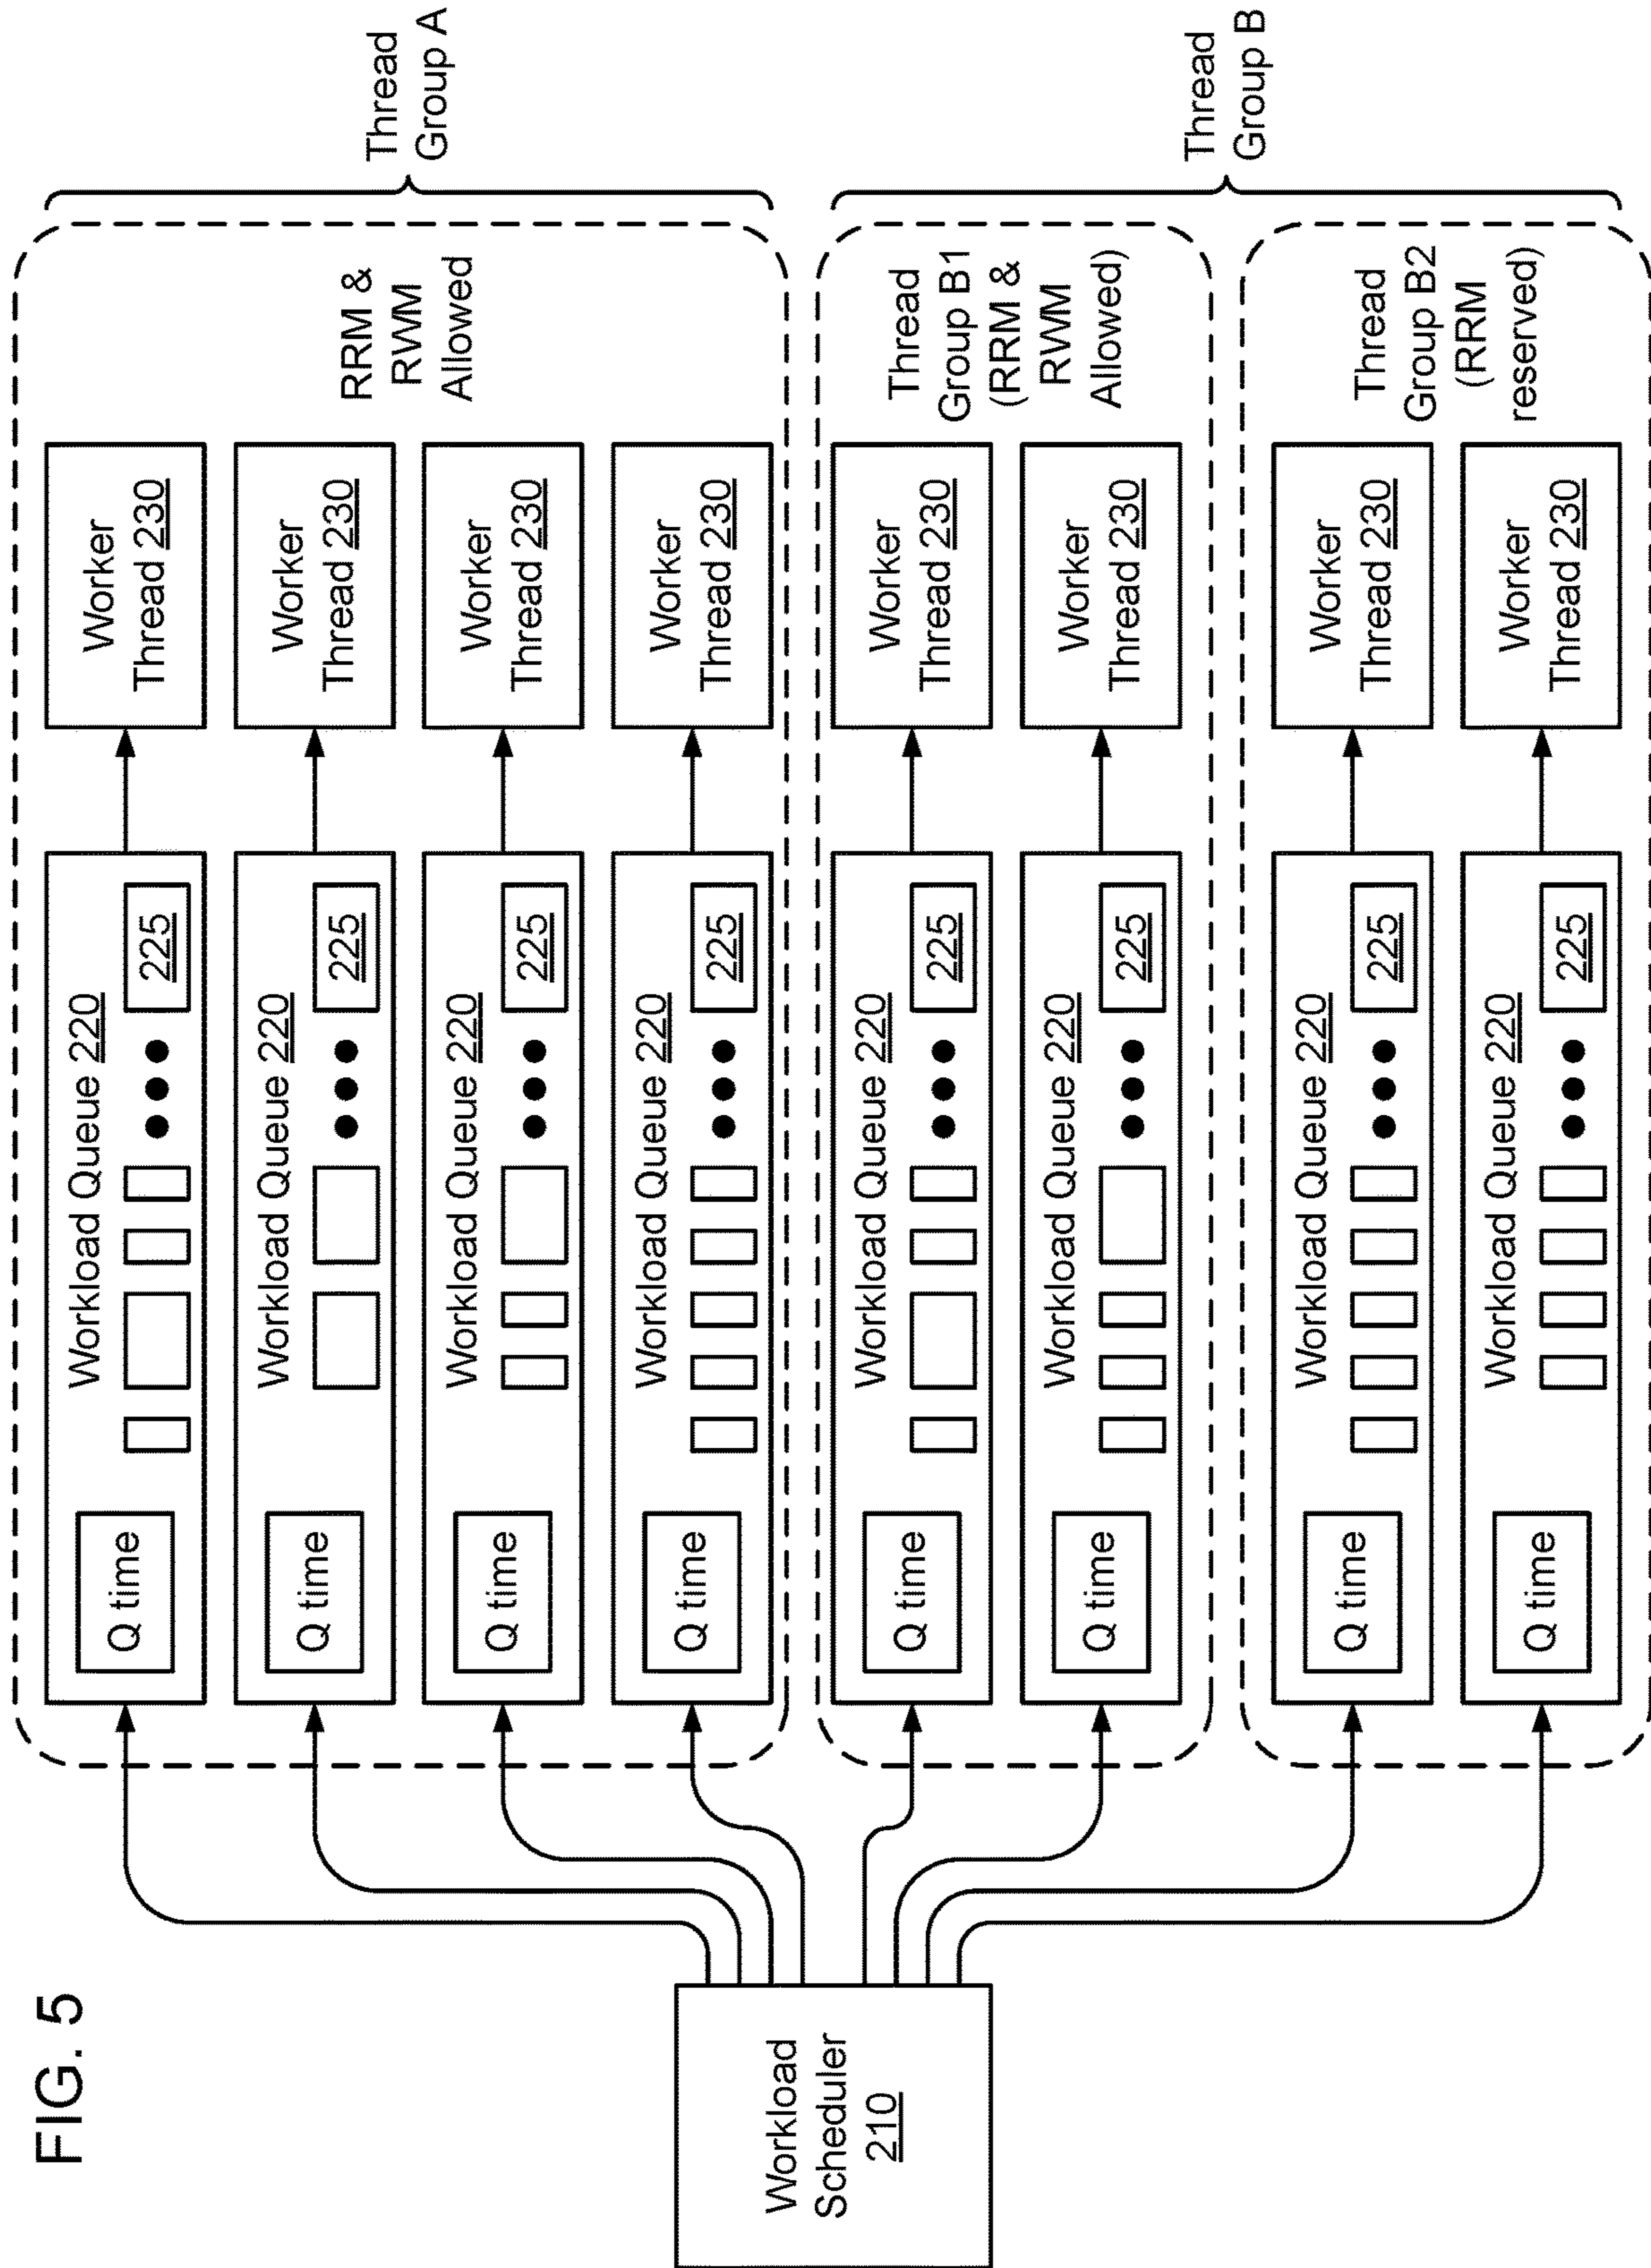 FIG. 5
Workload
Scheduler
210
Q time
Workload Queue 220
225
Worker
Thread 230
Q time
Workload Queue 220
225
Worker
Thread 230
Q time
Workload Queue 220
225
Worker
Thread 230
Q time
Workload Queue 220
225
Worker
Thread 230
RRM &
RWM
Allowed
Thread
Group A
Q time
Workload Queue 220
225
Worker
Thread 230
Q time
Workload Queue 220
225
Worker
Thread 230
Thread
Group B1
(RRM &
RWM
Allowed)
Q time
Workload Queue 220
225
Worker
Thread 230
Q time
Workload Queue 220
225
Worker
Thread 230
Thread
Group B2
(RRM
reserved)
Thread
Group B